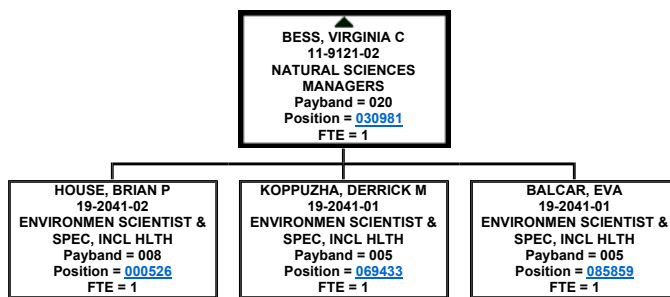 BESS, VIRGINIA C
11-9121-02
NATURAL SCIENCES
MANAGERS
Payband = 020
Position = 030981
FTE = 1
HOUSE, BRIAN P
19-2041-02
ENVIRONMEN SCIENTIST &
SPEC, INCL HLTH
Payband = 008
Position = 000526
FTE = 1
KOPPUZHA, DERRICK M
19-2041-01
ENVIRONMEN SCIENTIST &
SPEC, INCL HLTH
Payband = 005
Position = 069433
FTE = 1
BALCAR, EVA
19-2041-01
ENVIRONMEN SCIENTIST &
SPEC, INCL HLTH
Payband = 005
Position = 085859
FTE = 1